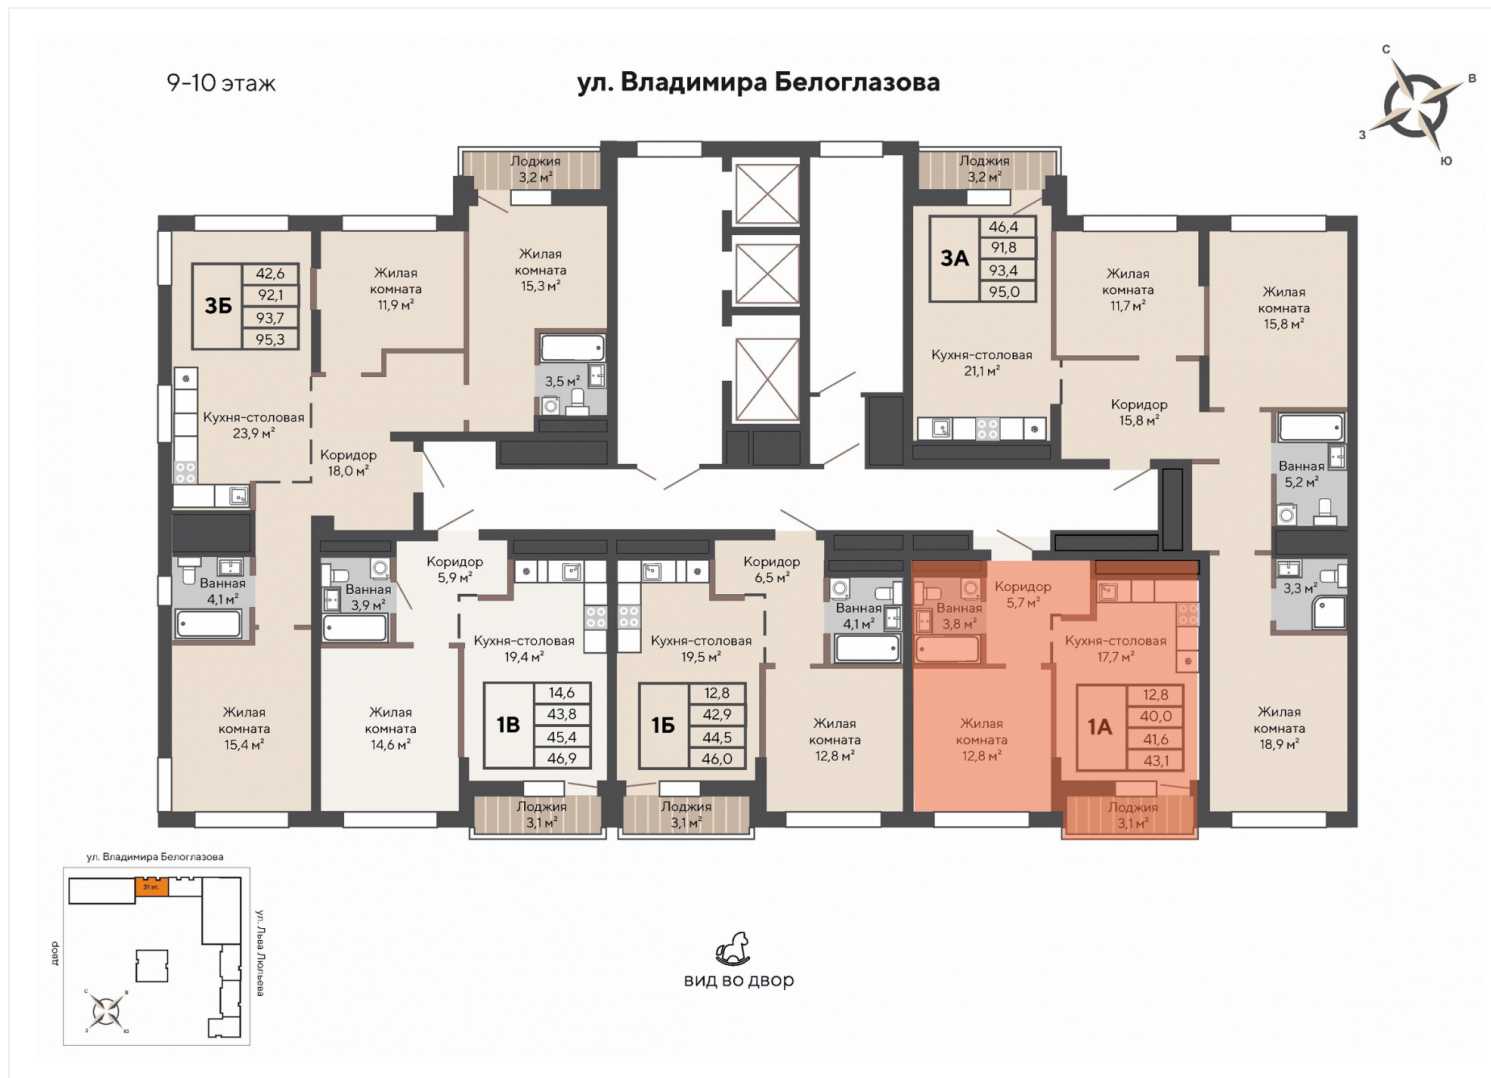 9-10 этаж
ул. Владимира Белоглазова
С
В
З
Ю
Лоджия
3,2 м²
Лоджия
3,2 м²
3Б
42,6
92,1
93,7
95,3
Жилая
комната
11,9 м²
Жилая
комната
15,3 м²
3,5 м²
Кухня-столовая
23,9 м²
Коридор
18,0 м²
3А
46,4
91,8
93,4
95,0
Жилая
комната
11,7 м²
Жилая
комната
15,8 м²
Кухня-столовая
21,1 м²
Коридор
15,8 м²
Ванная
5,2 м²
3,3 м²
Ванная
4,1 м²
Ванная
3,9 м²
Коридор
5,9 м²
Кухня-столовая
19,4 м²
Коридор
6,5 м²
Кухня-столовая
19,5 м²
Ванная
4,1 м²
Ванная
3,8 м²
Коридор
5,7 м²
Кухня-столовая
17,7 м²
Жилая
комната
15,4 м²
Жилая
комната
14,6 м²
1В
14,6
43,8
45,4
46,9
1Б
12,8
42,9
44,5
46,0
Жилая
комната
12,8 м²
Жилая
комната
12,8 м²
1А
12,8
40,0
41,6
43,1
Жилая
комната
18,9 м²
Лоджия
3,1 м²
Лоджия
3,1 м²
Лоджия
3,1 м²
ул. Владимира Белоглазова
31 эт.
двор
ул. Льва Люльева
С
В
З
Ю
вид во двор